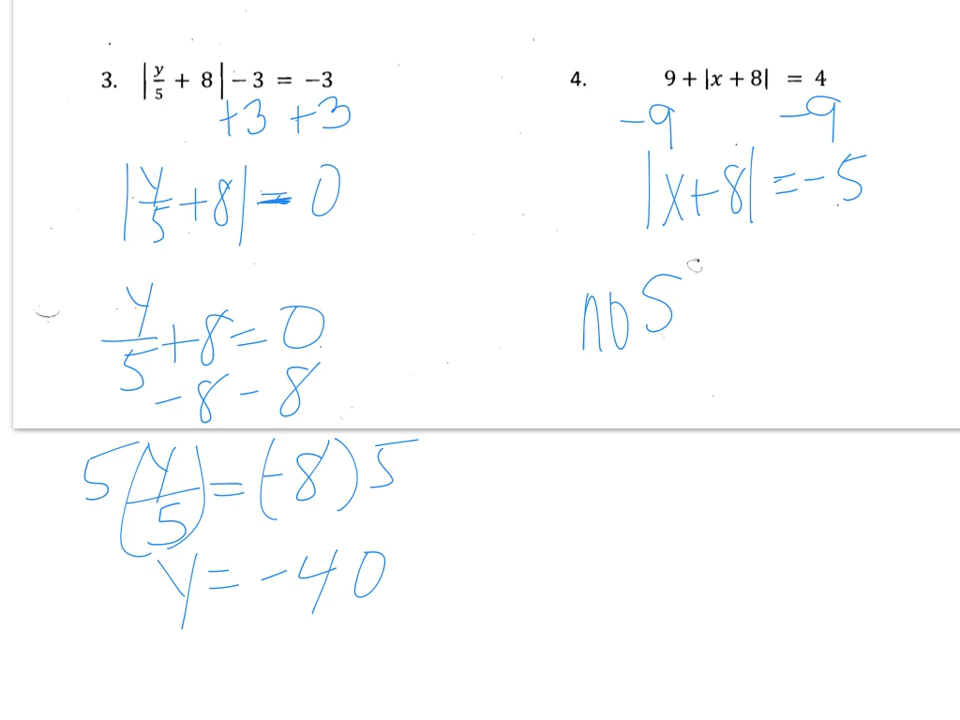 3. |y/5 + 8| − 3 = −3
+3 +3
|y/5 + 8| = 0
y/5 + 8 = 0
− 8 − 8
5(y/5) = (−8)5
y = −40
4. 9 + |x + 8| = 4
−9 −9
|x + 8| = −5
no S